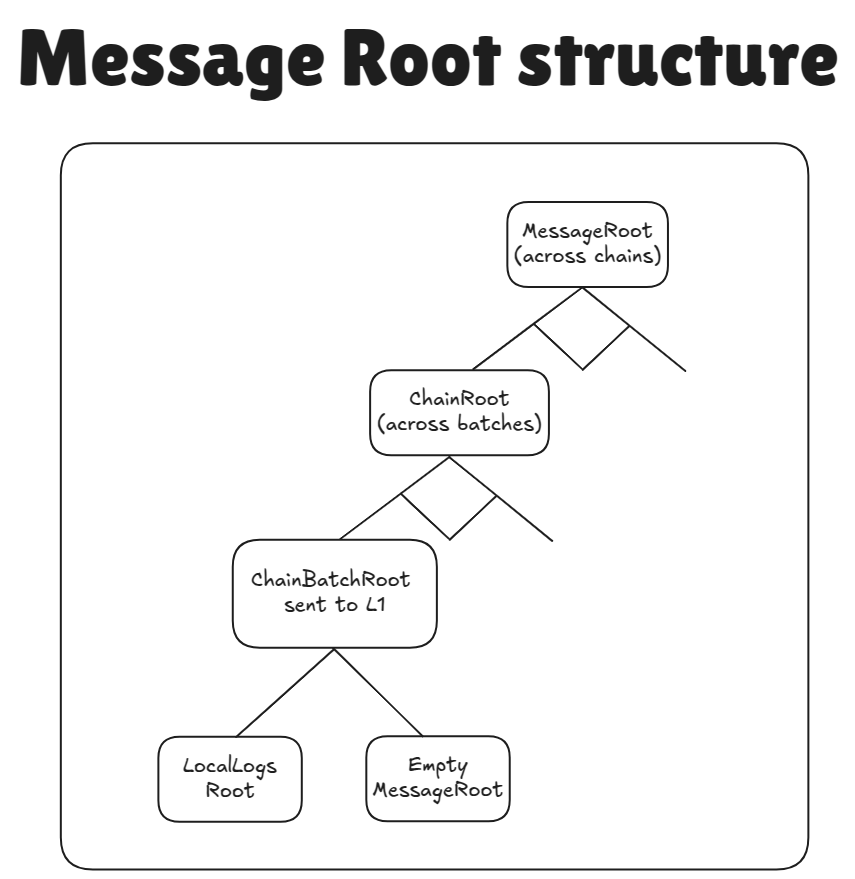 Message Root structure
MessageRoot
(across chains)
ChainRoot
(across batches)
ChainBatchRoot
sent to L1
LocalLogs
Root
Empty
MessageRoot